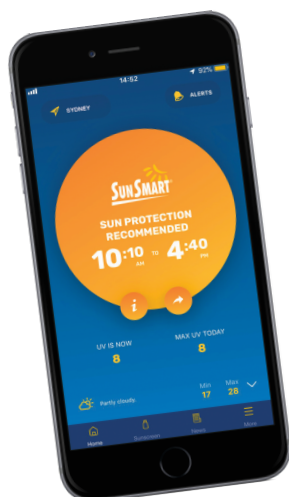 14:52
92%
SYDNEY
ALERTS
SUNSMART
SUN PROTECTION
RECOMMENDED
10:10 AM TO 4:40 PM
i
UV IS NOW
8
MAX UV TODAY
8
Partly cloudy
Min
17
Max
28
Home
Sunscreen
News
More